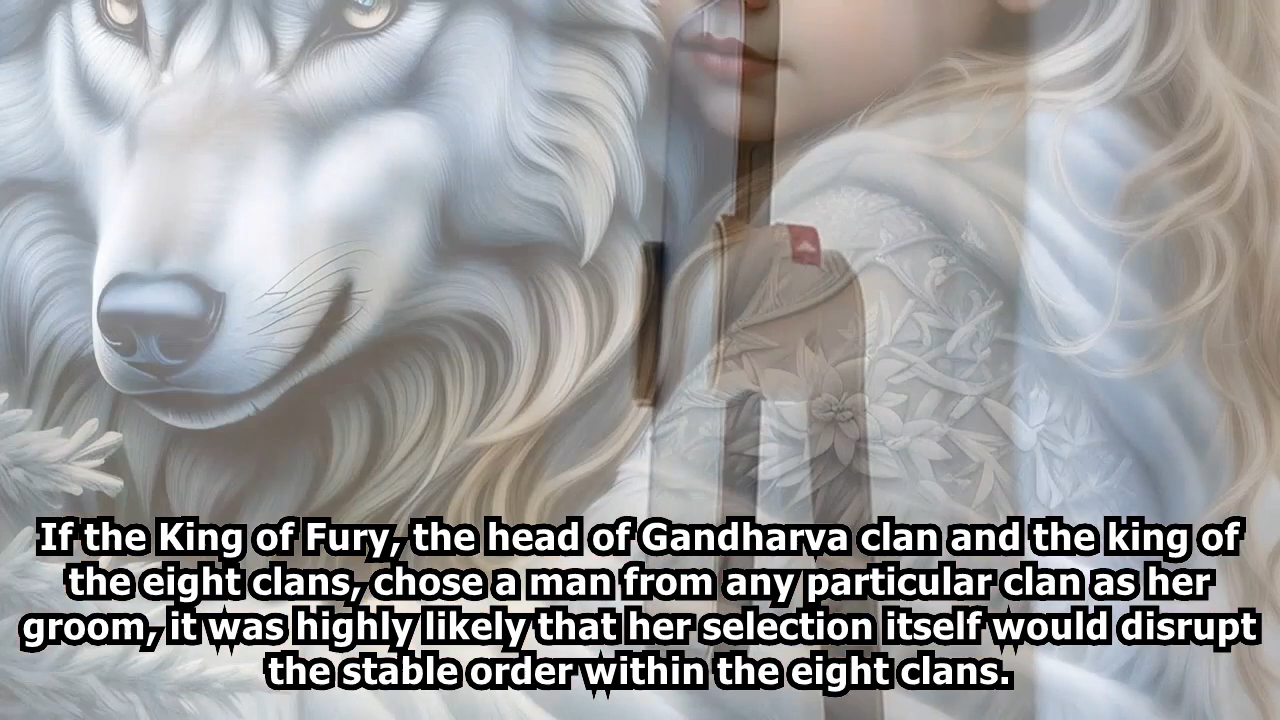 If the King of Fury, the head of Gandharva clan and the king of
the eight clans, chose a man from any particular clan as her
groom, it was highly likely that her selection itself would disrupt
the stable order within the eight clans.